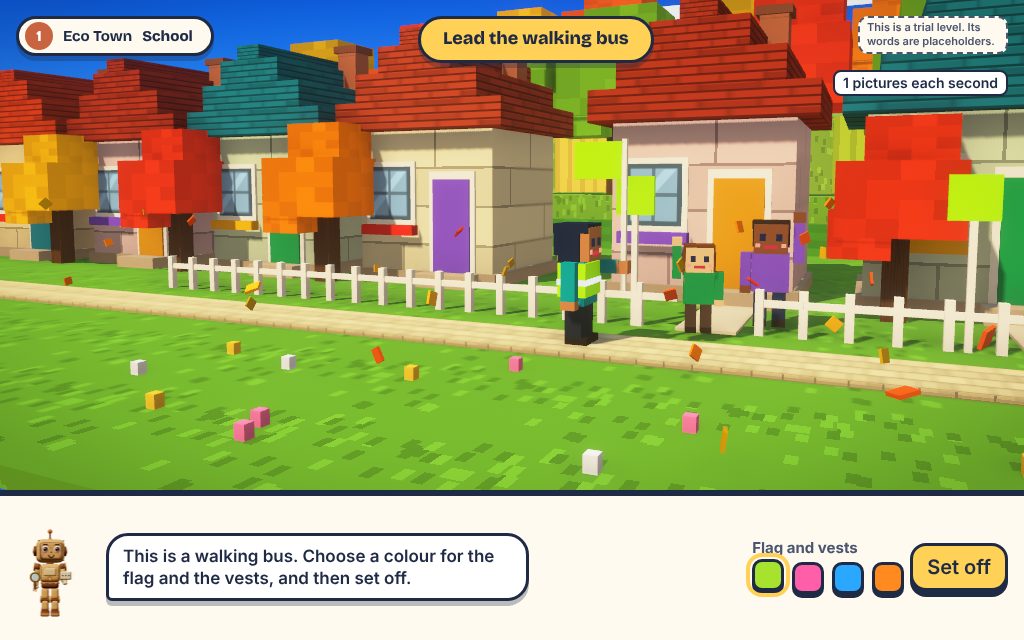 1 Eco Town School
Lead the walking bus
This is a trial level. Its
words are placeholders.
1 pictures each second
This is a walking bus. Choose a colour for the
flag and the vests, and then set off.
Flag and vests
Set off